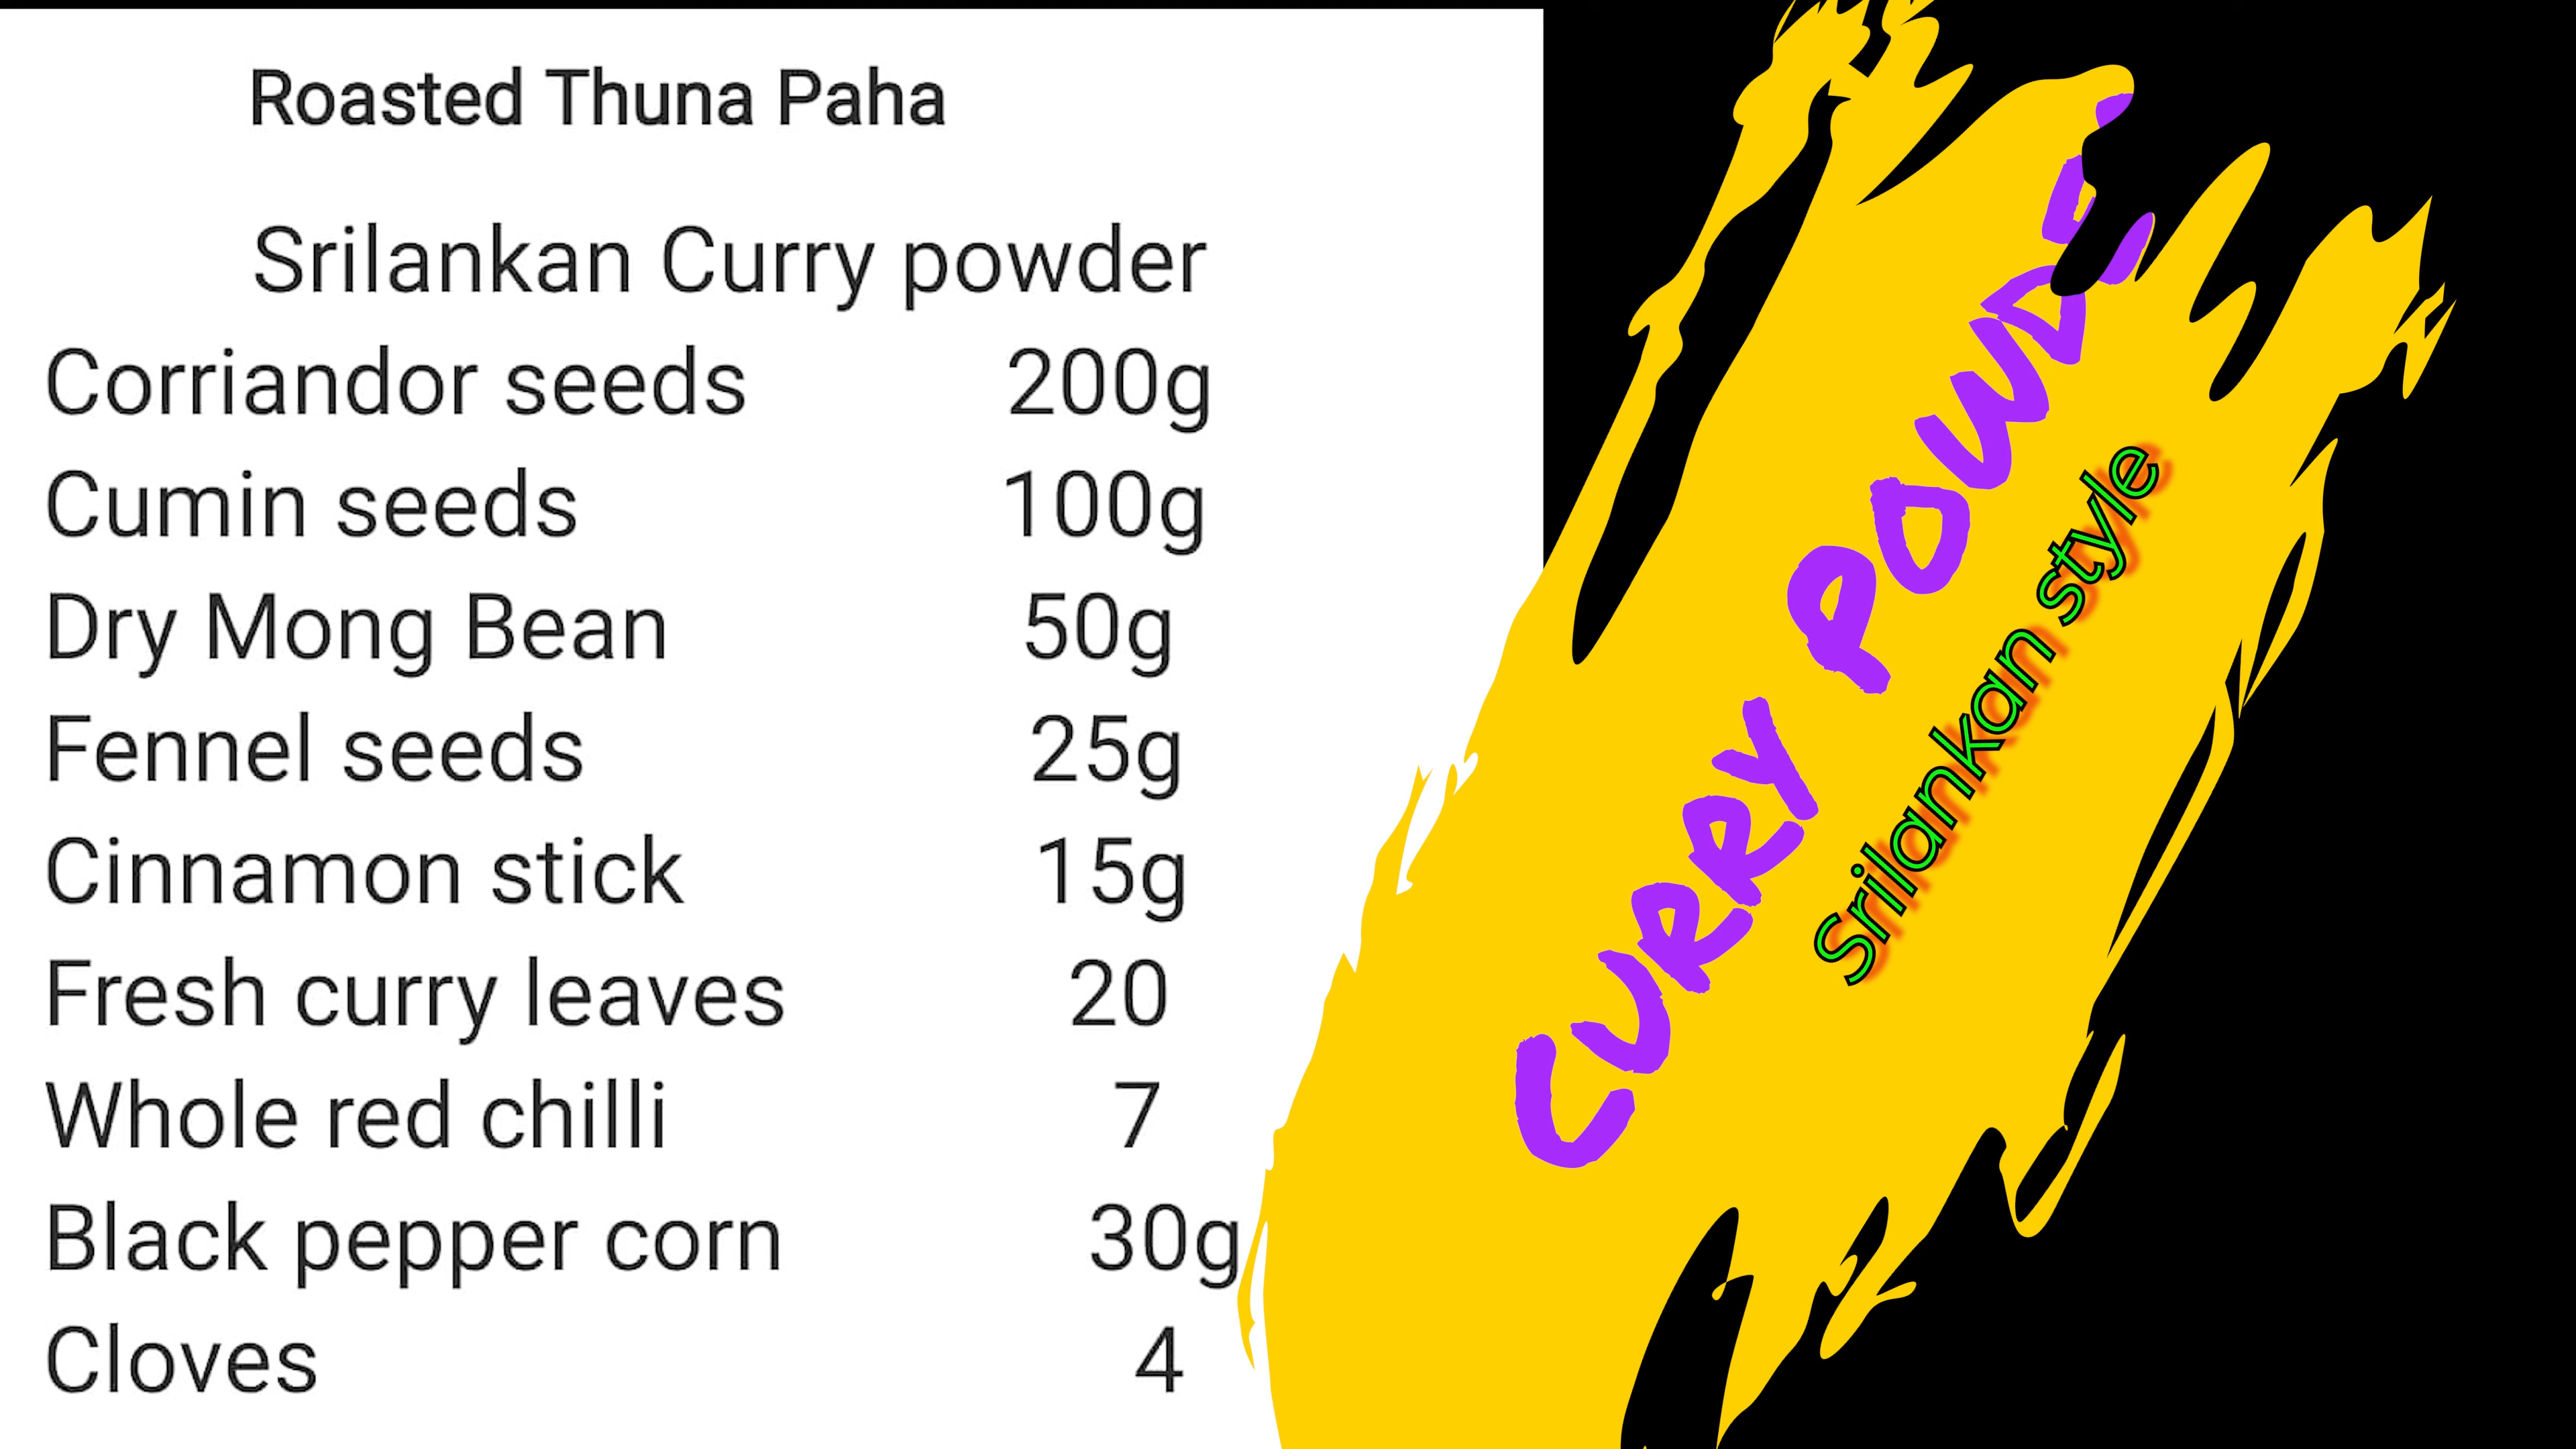 Roasted Thuna Paha
Srilankan Curry powder
Corriandor seeds 200g
Cumin seeds 100g
Dry Mong Bean 50g
Fennel seeds 25g
Cinnamon stick 15g
Fresh curry leaves 20
Whole red chilli 7
Black pepper corn 30g
Cloves 4
CURRY
Srilankan style